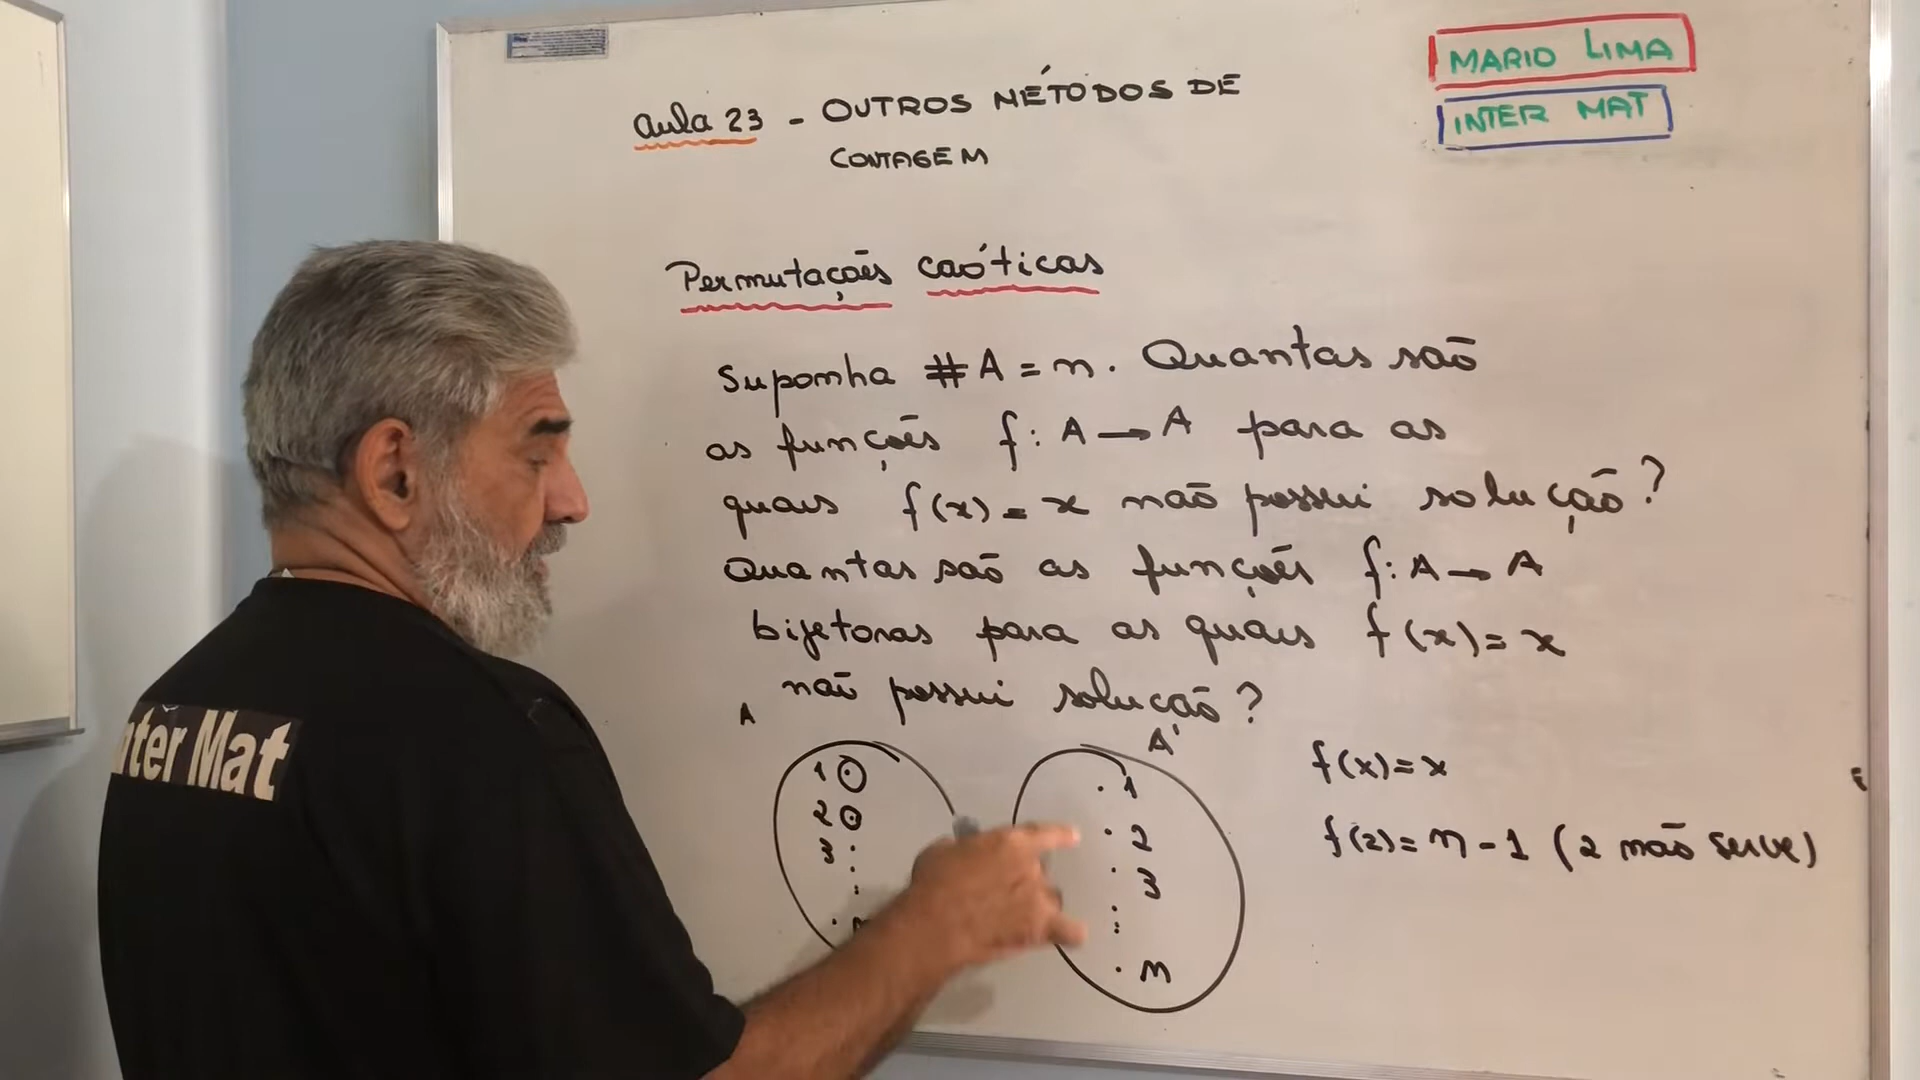 Aula 23 - OUTROS MÉTODOS DE
CONTAGEM
MARIO LIMA
INTER MAT
Permutações caóticas
Suponha #A = n. Quantas são
as funções f: A → A para as
quais f(x) = x não possui solução?
Quantas são as funções f: A → A
bijetoras para as quais f(x) = x
não possui solução?
A
A'
1
2
3
1
2
3
n
f(x) = x
f(2) = n - 1 (2 não serve)
nter Mat